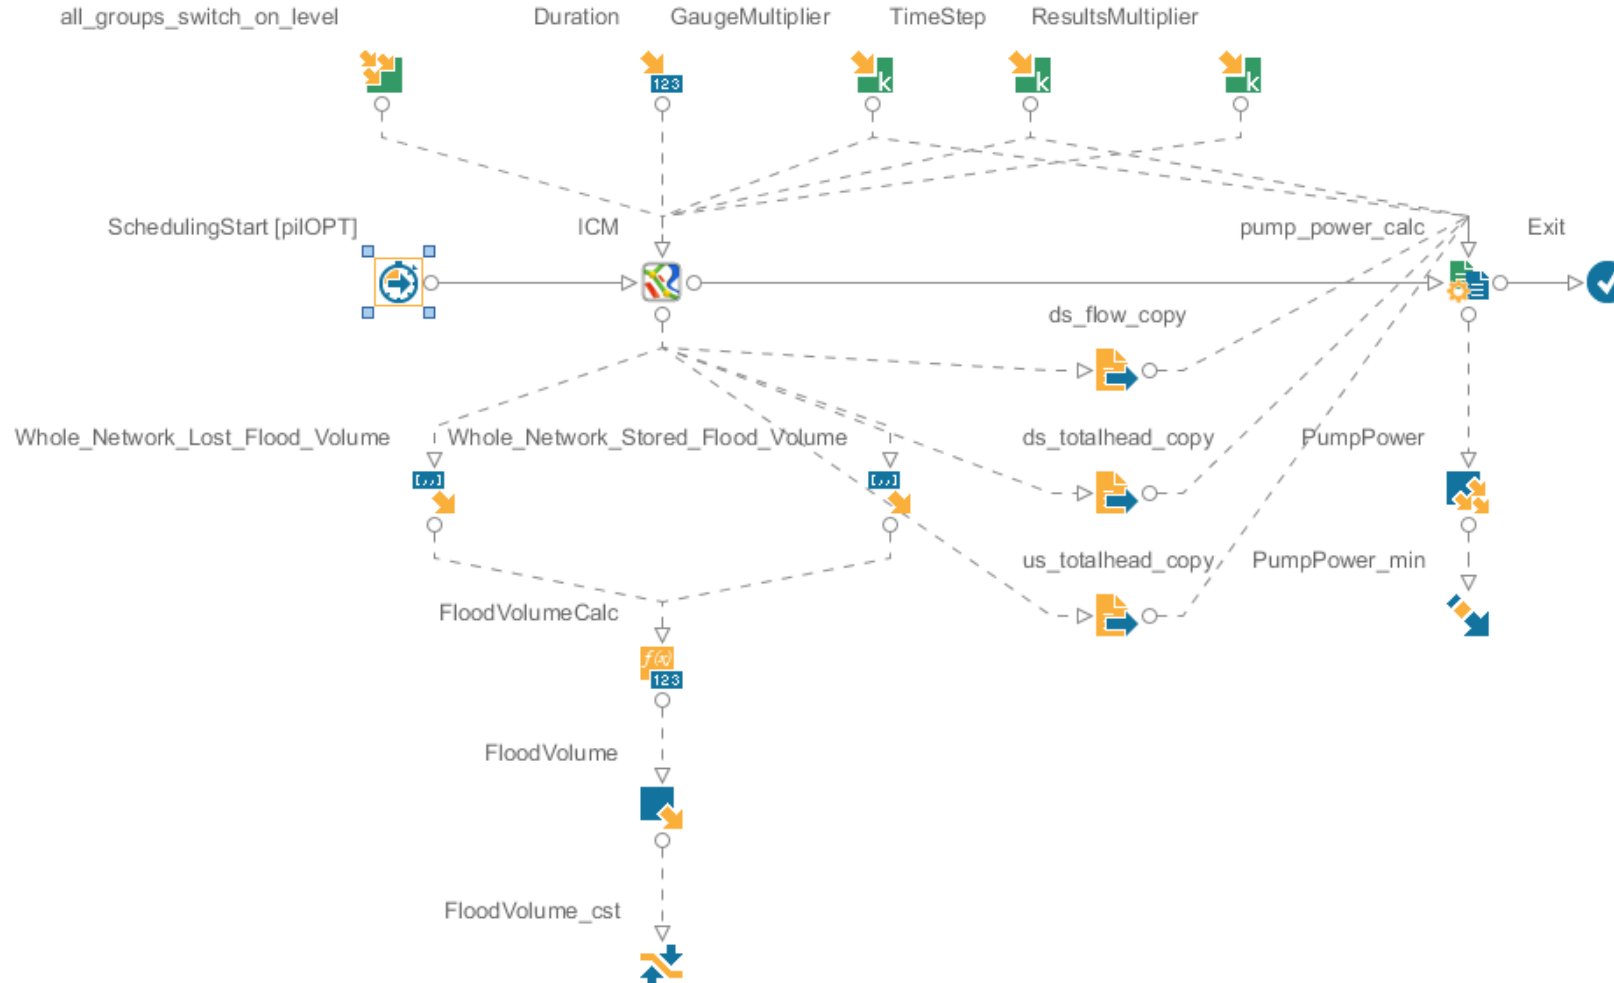 all_groups_switch_on_level
Duration
GaugeMultiplier
TimeStep
ResultsMultiplier
123
k
k
k
SchedulingStart [pilOPT]
ICM
pump_power_calc
Exit
ds_flow_copy
Whole_Network_Lost_Flood_Volume
Whole_Network_Stored_Flood_Volume
ds_totalhead_copy
PumpPower
[,,]
[,,]
us_totalhead_copy
PumpPower_min
FloodVolumeCalc
f(x)
123
FloodVolume
FloodVolume_cst